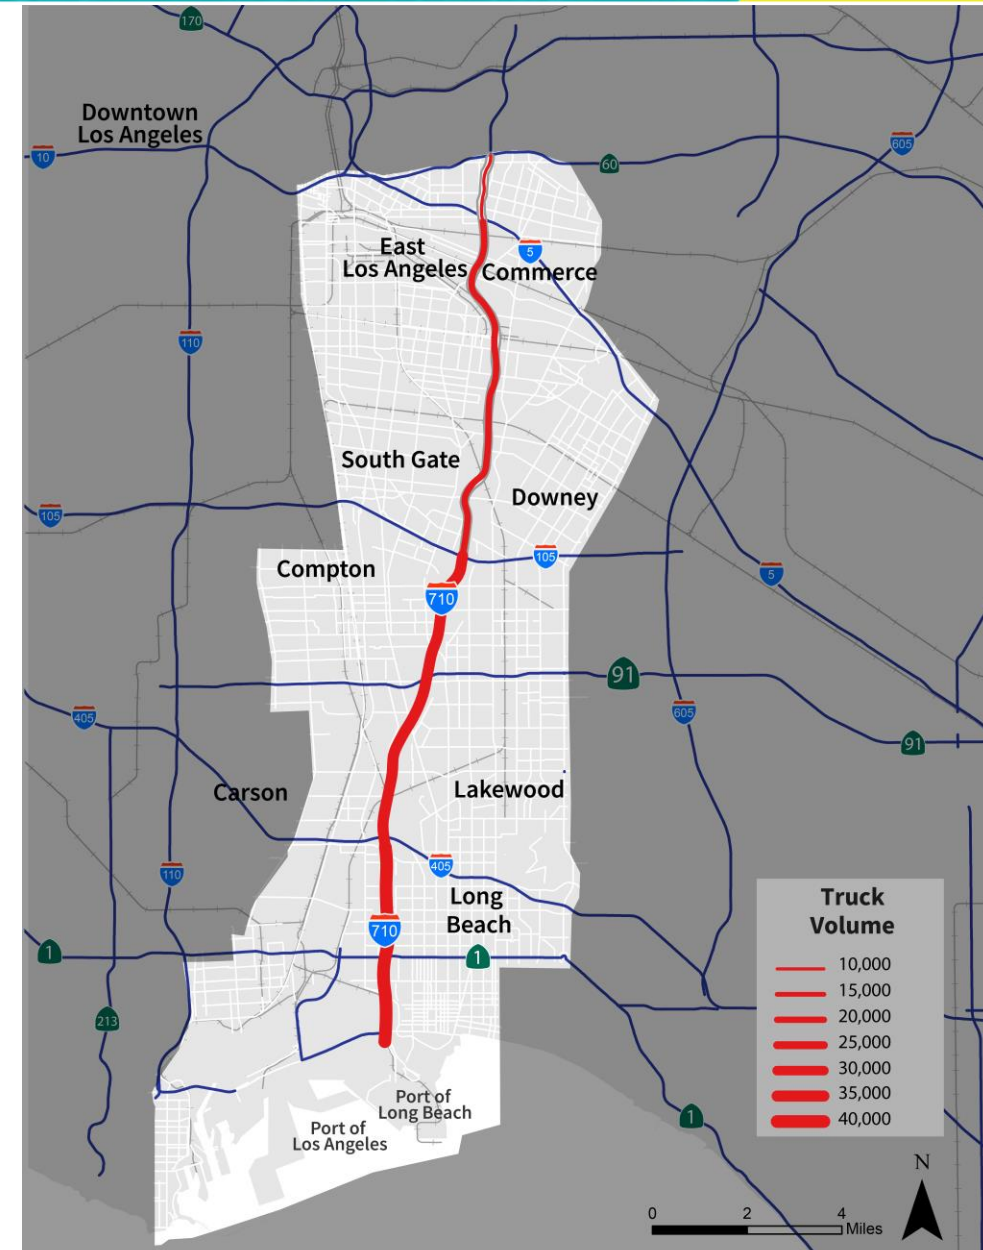 170
Downtown
Los Angeles
10
605
60
East
Los Angeles
5
Commerce
110
South Gate
Downey
105
105
Compton
5
710
91
405
605
91
Carson
Lakewood
110
405
Long
Beach
710
1
1
213
Port of
Long Beach
Port of
Los Angeles
1
Truck
Volume
10,000
15,000
20,000
25,000
30,000
35,000
40,000
N
0 2 4
Miles